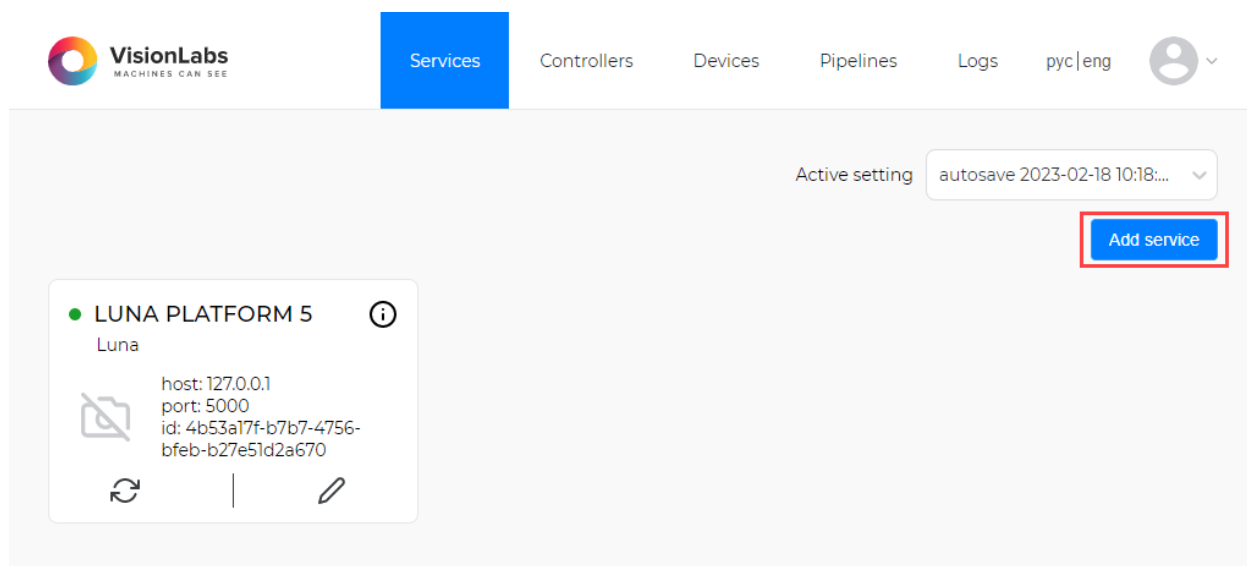 VisionLabs
MACHINES CAN SEE
Services Controllers Devices Pipelines Logs рус|eng
Active setting autosave 2023-02-18 10:18:...
Add service
LUNA PLATFORM 5
Luna
host: 127.0.0.1
port: 5000
id: 4b53a17f-b7b7-4756-
bfeb-b27e51d2a670